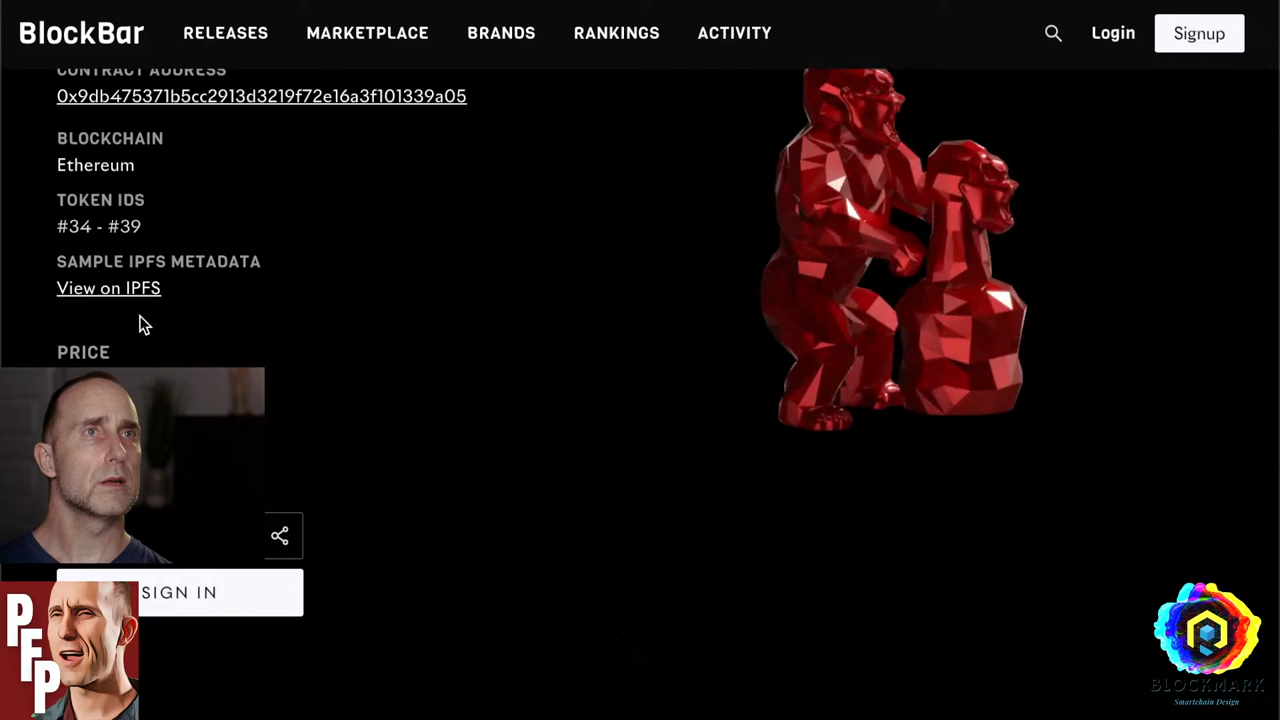 BlockBar RELEASES MARKETPLACE BRANDS RANKINGS ACTIVITY Login Signup
CONTRACT ADDRESS
0x9db475371b5cc2913d3219f72e16a3f101339a05
BLOCKCHAIN
Ethereum
TOKEN IDS
#34 - #39
SAMPLE IPFS METADATA
View on IPFS
PRICE
SIGN IN
PFP
BLOCKMARK
Smartchain Design